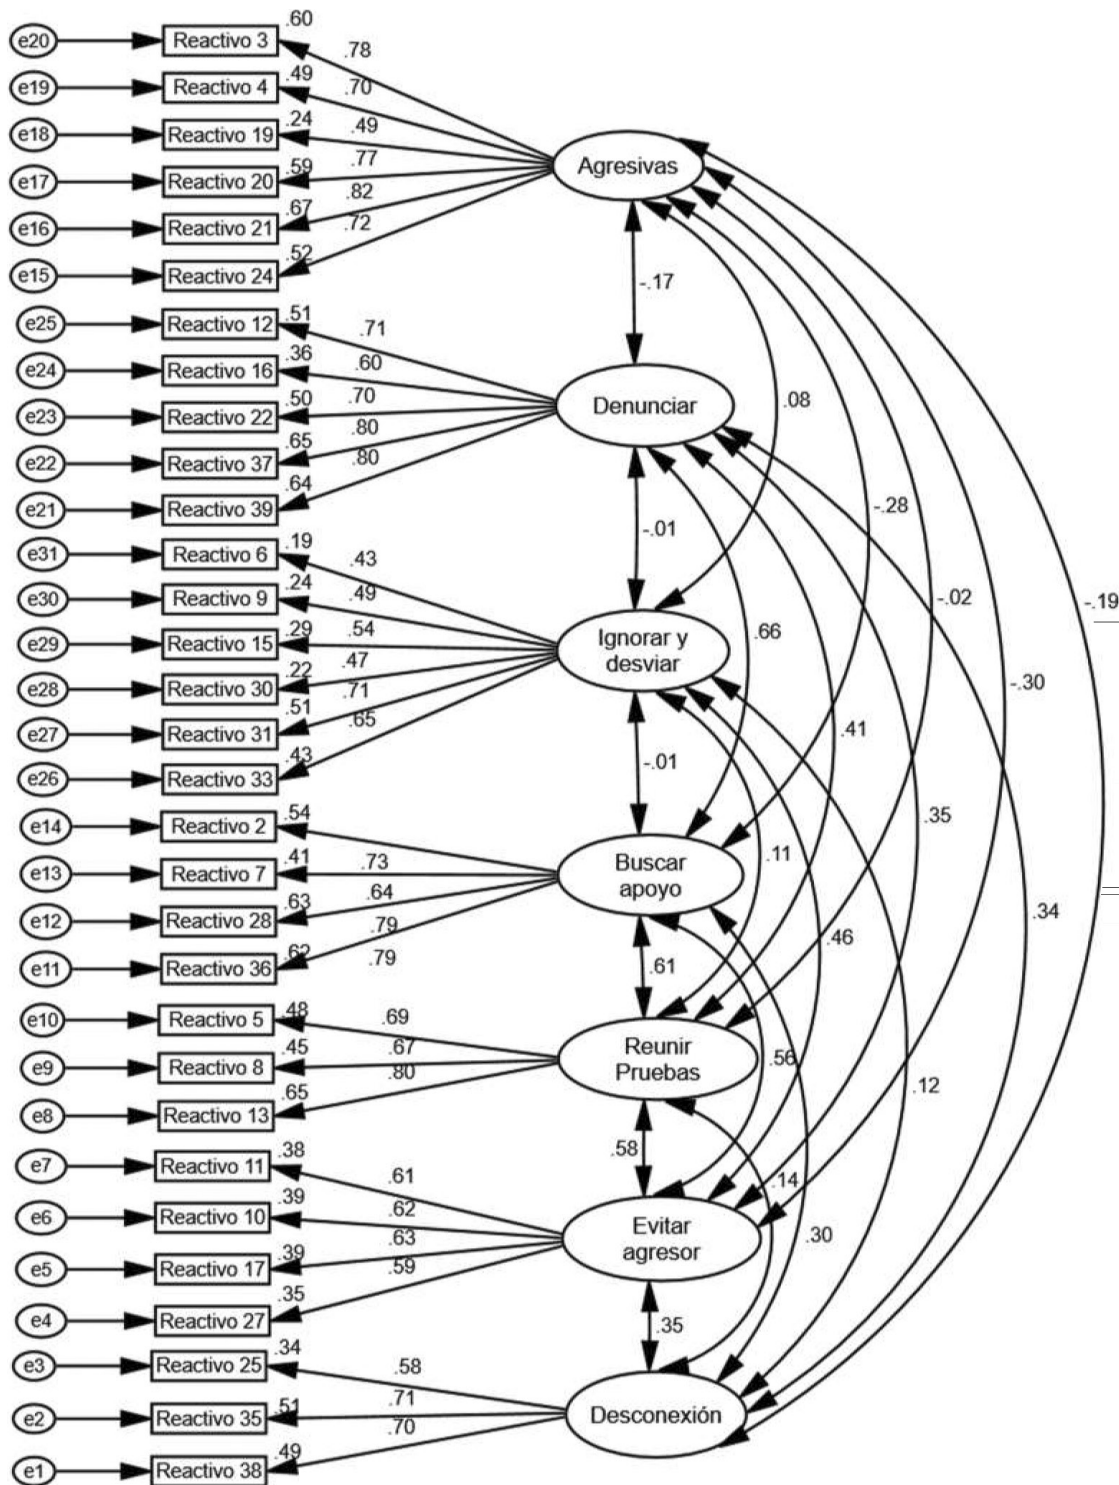 e20 Reactivo 3 .60
.78
e19 Reactivo 4 .49
.70
e18 Reactivo 19 .24
.49
e17 Reactivo 20 .59
.77
e16 Reactivo 21 .67
.82
e15 Reactivo 24 .52
.72
Agresivas
e25 Reactivo 12 .51
.71
e24 Reactivo 16 .36
.60
e23 Reactivo 22 .50
.70
e22 Reactivo 37 .65
.80
e21 Reactivo 39 .64
.80
Denunciar
e31 Reactivo 6 .19
.43
e30 Reactivo 9 .24
.49
e29 Reactivo 15 .29
.54
e28 Reactivo 30 .22
.47
e27 Reactivo 31 .51
.71
e26 Reactivo 33 .43
.65
Ignorar y
desviar
e14 Reactivo 2 .54
e13 Reactivo 7 .41
.73
e12 Reactivo 28 .63
.64
e11 Reactivo 36 .62
.79
.79
Buscar
apoyo
e10 Reactivo 5 .48
.69
e9 Reactivo 8 .45
.67
e8 Reactivo 13 .65
.80
Reunir
Pruebas
e7 Reactivo 11 .38
.61
e6 Reactivo 10 .39
.62
e5 Reactivo 17 .39
.63
e4 Reactivo 27 .35
.59
Evitar
agresor
e3 Reactivo 25 .34
.58
e2 Reactivo 35 .51
.71
e1 Reactivo 38 .49
.70
Desconexión
-.17
.08
-.28
-.01
-.02
-.19
.66
-.30
.41
-.01
.35
.11
.34
.46
.61
.56
.12
.58
.14
.30
.35